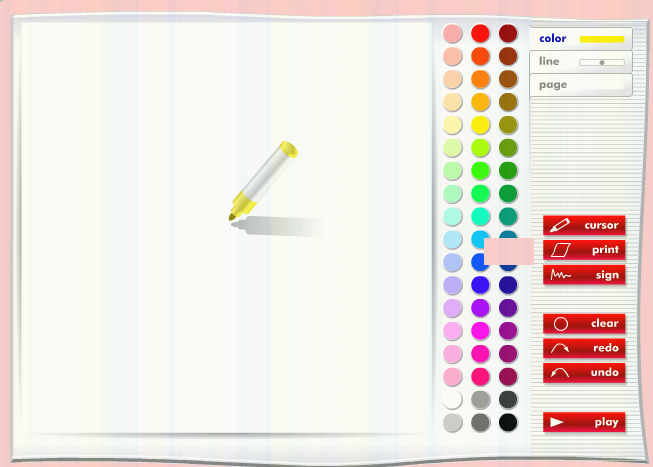 color
line
page
cursor
print
sign
clear
redo
undo
play